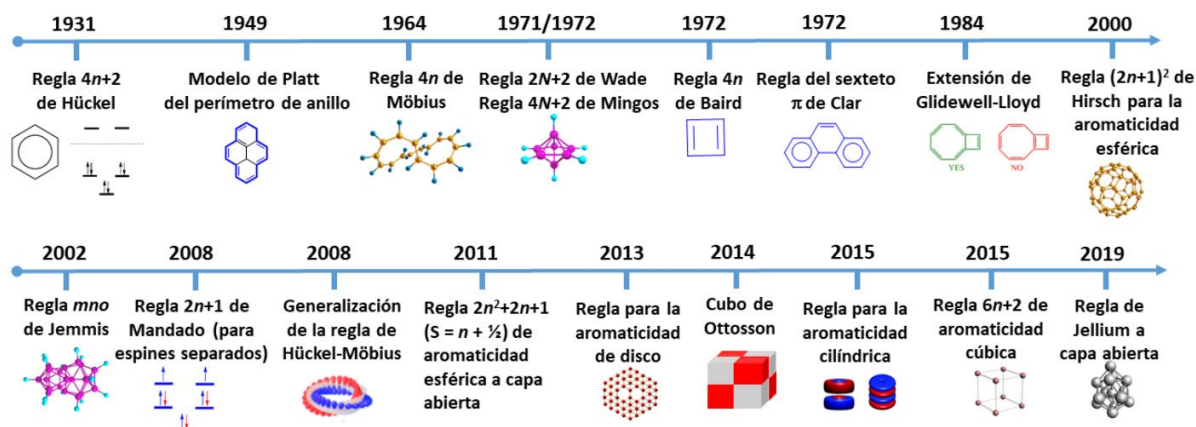 1931
1949
1964
1971/1972
1972
1972
1984
2000
Regla 4n+2
de Hückel
Modelo de Platt
del perímetro de anillo
Regla 4n de
Möbius
Regla 2N+2 de Wade
Regla 4N+2 de Mingos
Regla 4n
de Baird
Regla del sexteto
π de Clar
Extensión de
Glidewell-Lloyd
YES
NO
Regla (2n+1)² de
Hirsch para la
aromaticidad
esférica
2002
2008
2008
2011
2013
2014
2015
2015
2019
Regla mno
de Jemmis
Regla 2n+1 de
Mandado (para
espines separados)
Generalización
de la regla de
Hückel-Möbius
Regla 2n²+2n+1
(S = n + ½) de
aromaticidad
esférica a capa
abierta
Regla para la
aromaticidad
de disco
Cubo de
Ottosson
Regla para la
aromaticidad
cilíndrica
Regla 6n+2 de
aromaticidad
cúbica
Regla de
Jellium a
capa abierta